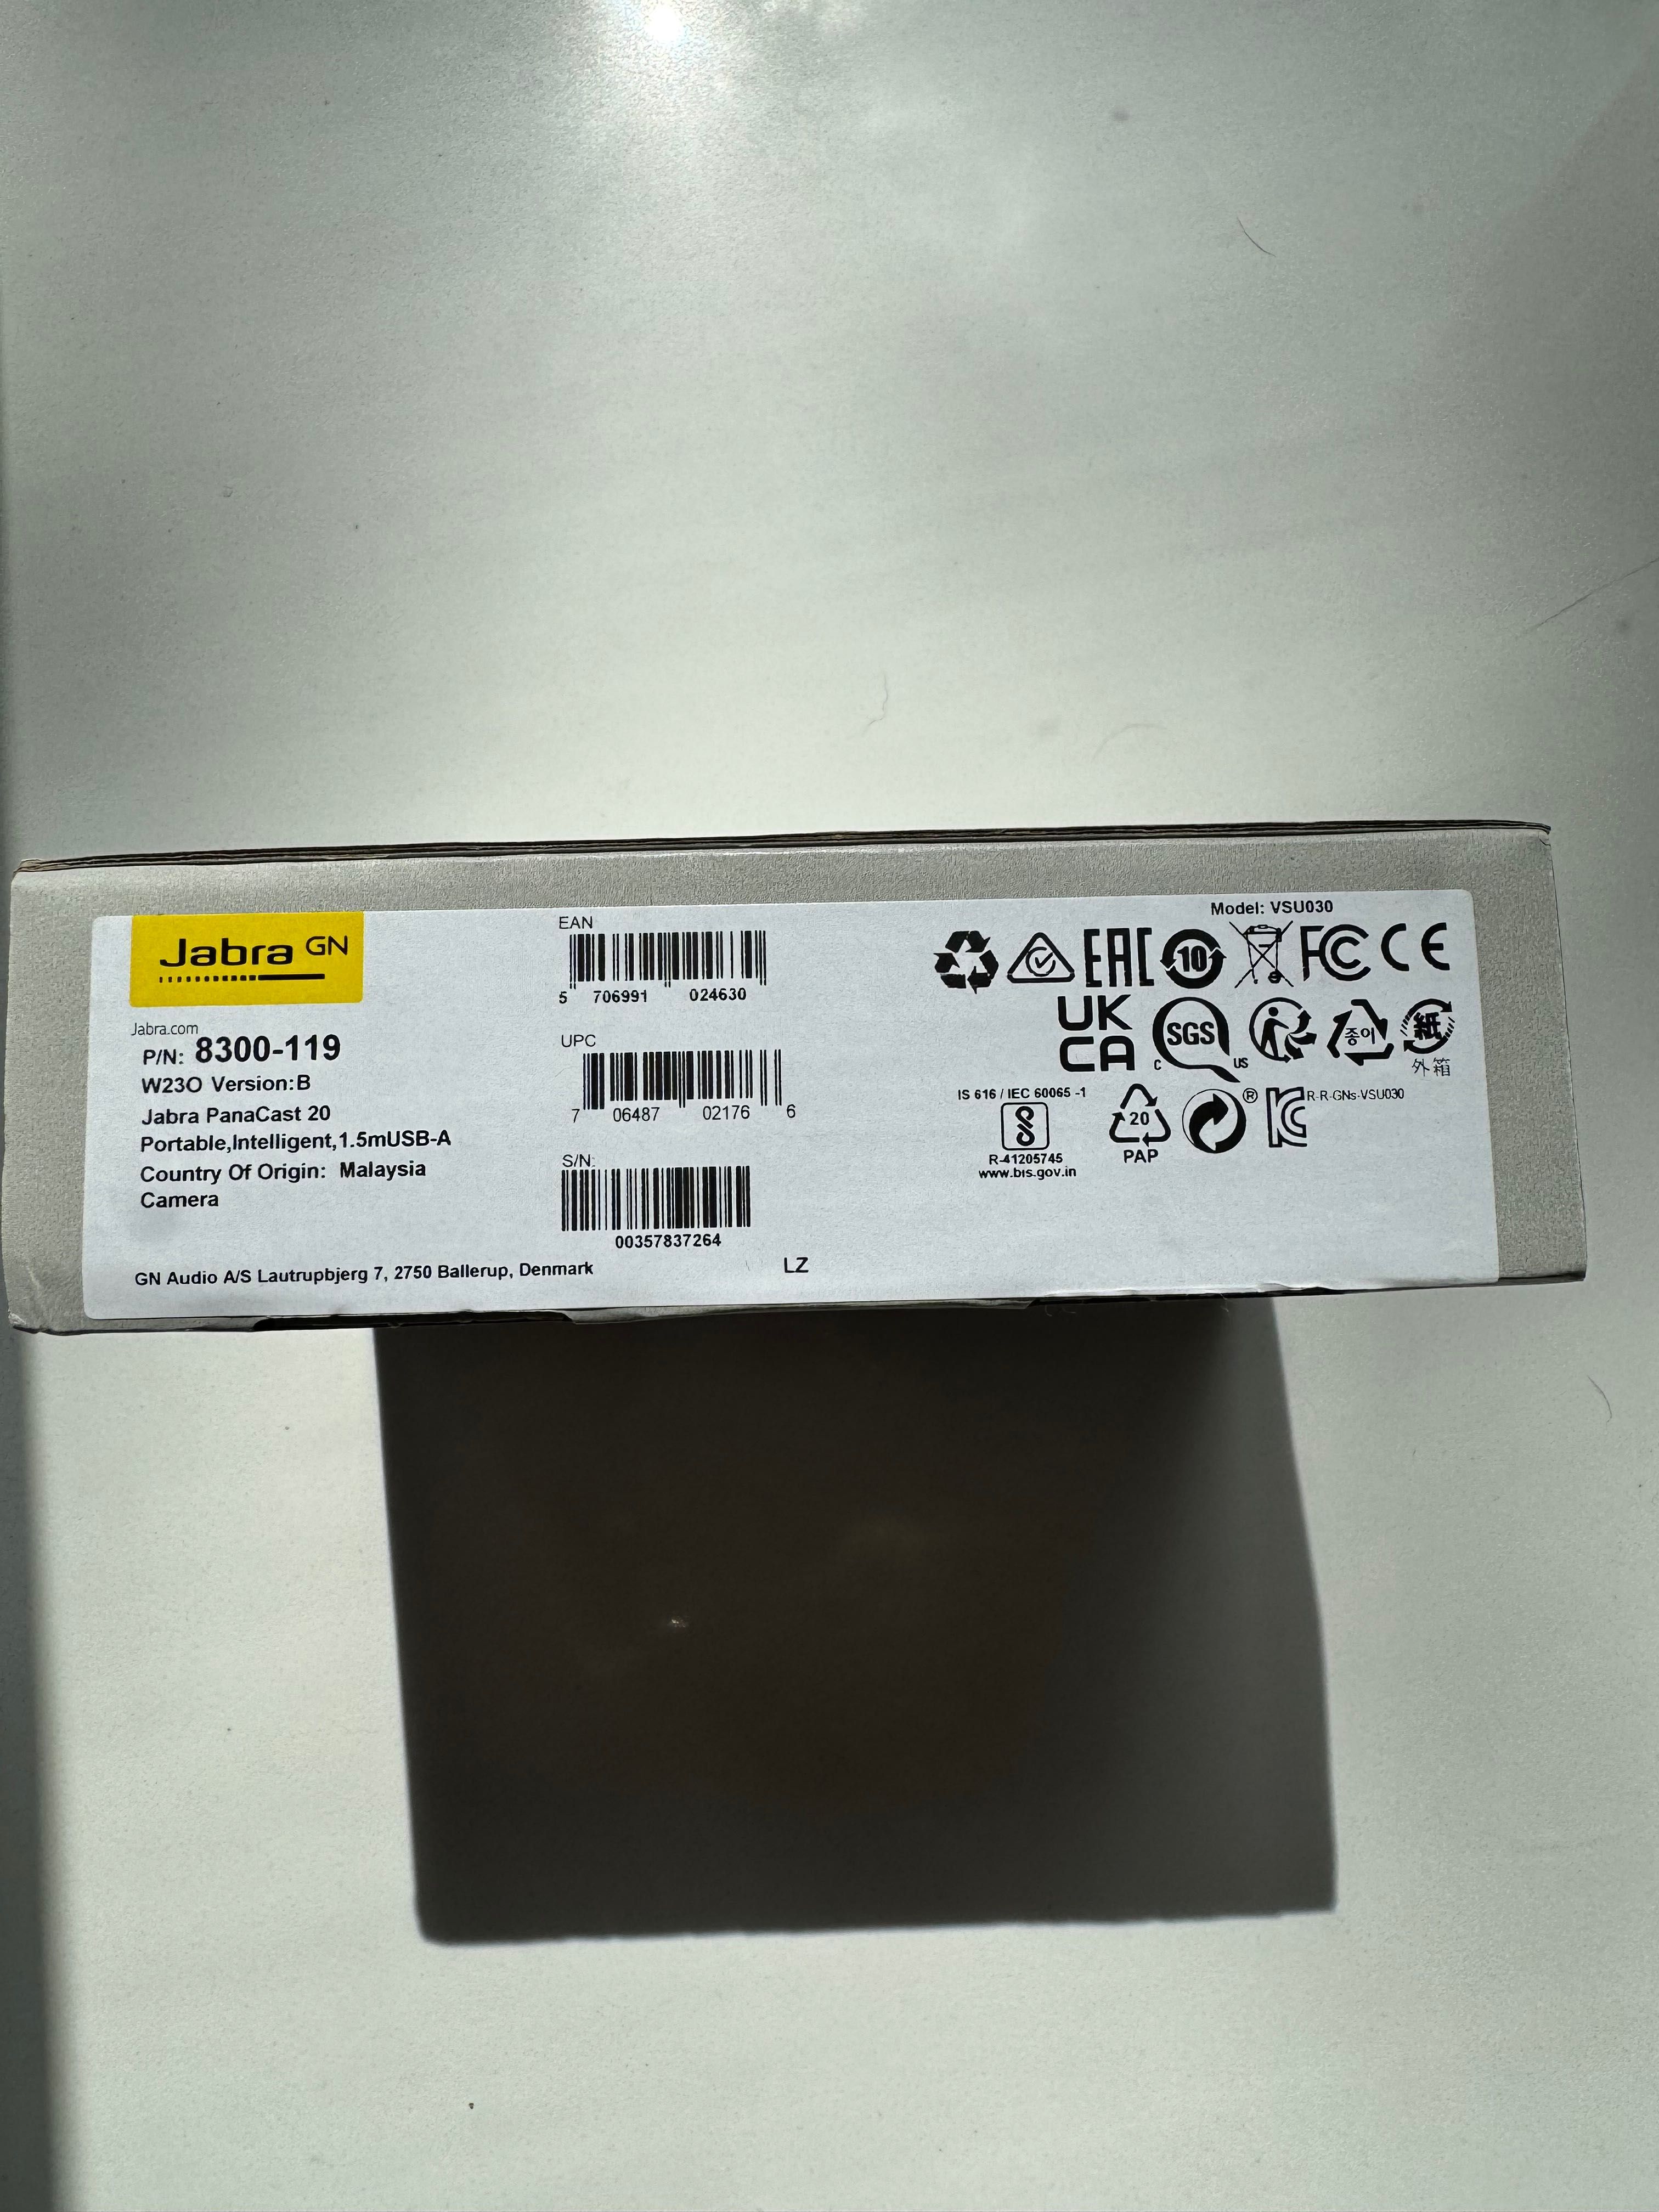 Jabra GN
Jabra.com
P/N: 8300-119
W23O Version:B
Jabra PanaCast 20
Portable,Intelligent,1.5mUSB-A
Country Of Origin: Malaysia
Camera
GN Audio A/S Lautrupbjerg 7, 2750 Ballerup, Denmark
EAN
5 706991 024630
UPC
7 06487 02176 6
S/N:
00357837264
LZ
Model: VSU030
EAC 10 FC CE
UK
CA
SGS
C US
종이
紙
外箱
IS 616 / IEC 60065 -1
R-41205745
www.bis.gov.in
20
PAP
®
KC
R-R-GNs-VSU030